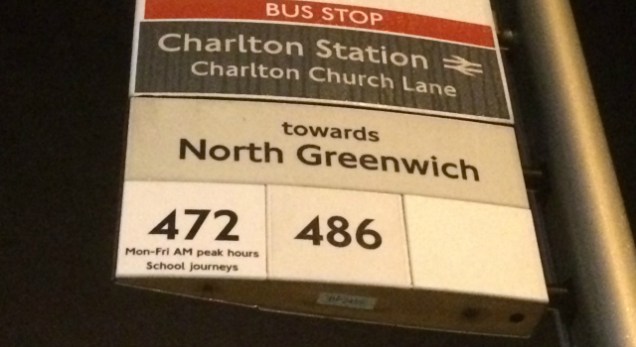 BUS STOP
Charlton Station
Charlton Church Lane
towards
North Greenwich
472 486
Mon-Fri AM peak hours
School journeys